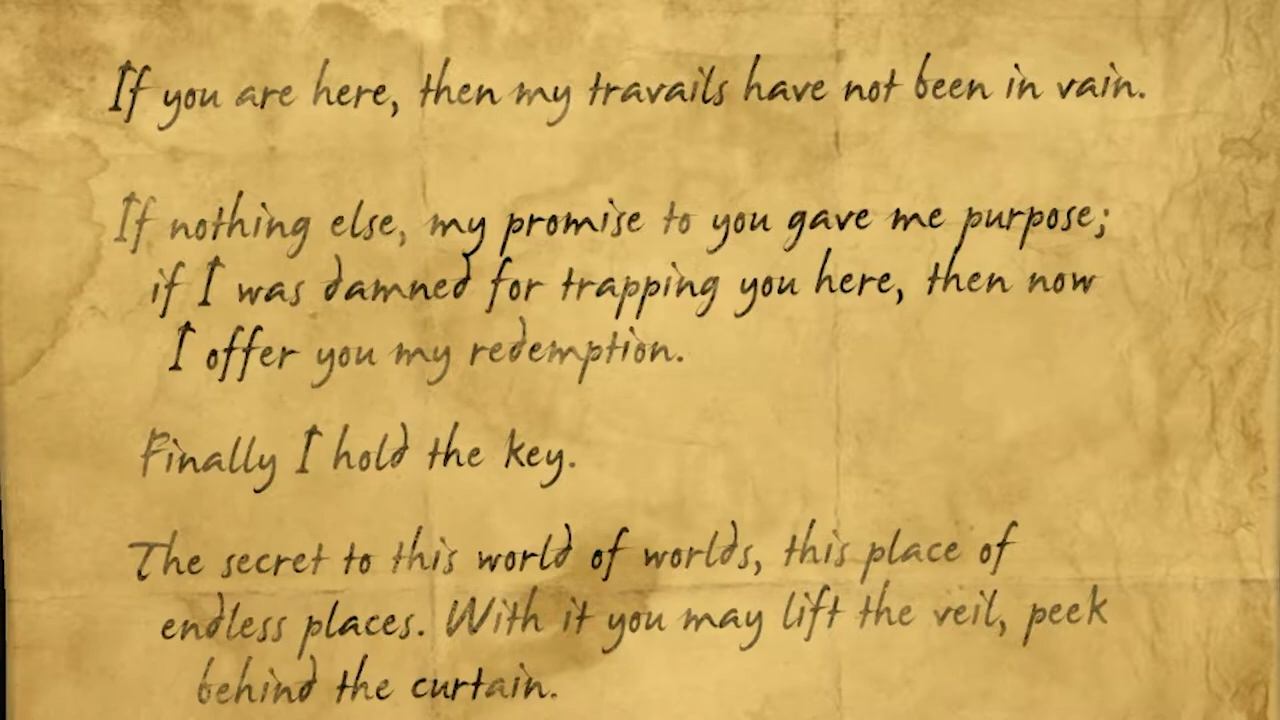 If you are here, then my travails have not been in vain.
If nothing else, my promise to you gave me purpose;
if I was damned for trapping you here, then now
I offer you my redemption.
Finally I hold the key.
The secret to this world of worlds, this place of
endless places. With it you may lift the veil, peek
behind the curtain.